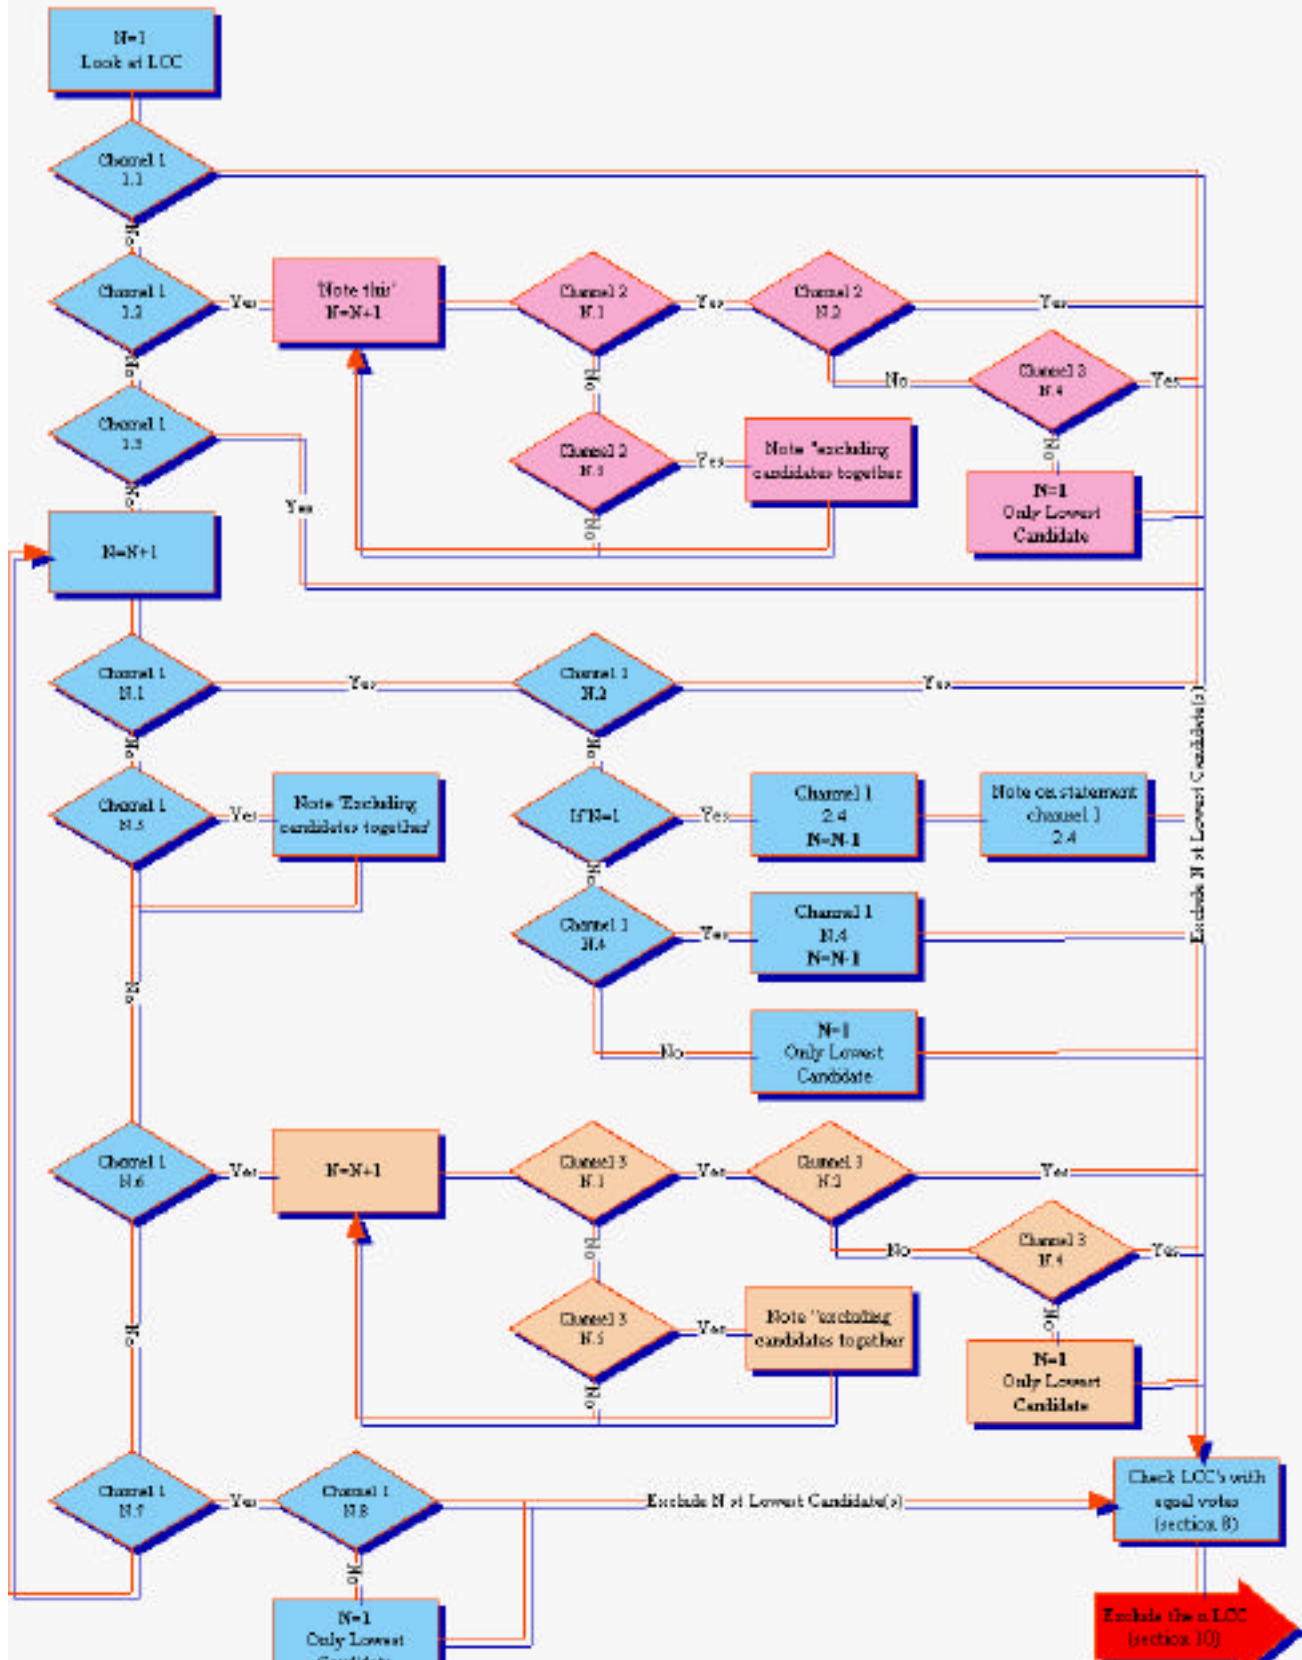 N=1
Look at LCC
Channel 1
1.1
No
Channel 1
1.2
Yes
'Note this'
N=N+1
Channel 2
N.1
Yes
Channel 2
N.2
Yes
No
No
No
Channel 3
N.4
Yes
Channel 1
1.3
Channel 2
N.5
Yes
Note "excluding
candidates together
No
No
Yes
N=1
Only Lowest
Candidate
No
N=N+1
Channel 1
N.1
Yes
Channel 1
N.2
Yes
Exclude N st Lowest Candidate(s)
No
No
Channel 1
N.5
Yes
Note 'Excluding
candidates together'
If N=1
Yes
Channel 1
2.4
N=N-1
Note on statement
channel 1
2.4
No
Channel 1
N.4
Yes
Channel 1
N.4
N=N-1
No
No
N=1
Only Lowest
Candidate
Channel 1
N.6
Yes
N=N+1
Channel 3
N.1
Yes
Channel 3
N.2
Yes
No
No
Channel 3
N.4
Yes
No
Channel 3
N.5
Yes
Note "excluding
candidates together
No
No
N=1
Only Lowest
Candidate
Channel 1
N.7
Yes
Channel 1
N.8
Exclude N st Lowest Candidate(s)
Check LCC's with
equal votes
(section 8)
No
N=1
Only Lowest
Candidate
Exclude the n LCC
(section 10)